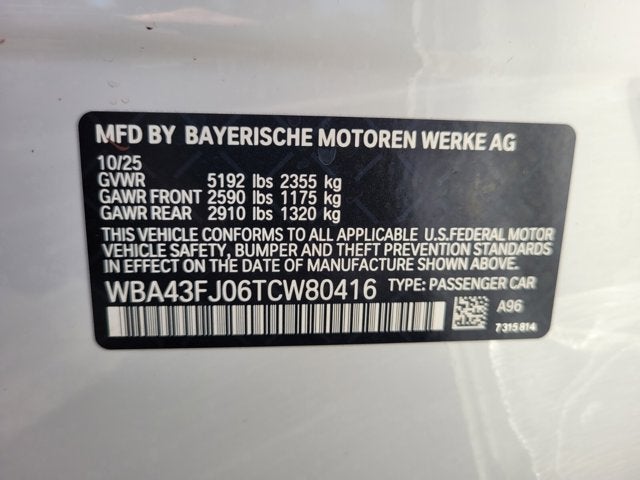 MFD BY BAYERISCHE MOTOREN WERKE AG
10/25
GVWR 5192 lbs 2355 kg
GAWR FRONT 2590 lbs 1175 kg
GAWR REAR 2910 lbs 1320 kg
THIS VEHICLE CONFORMS TO ALL APPLICABLE U.S.FEDERAL MOTOR
VEHICLE SAFETY, BUMPER AND THEFT PREVENTION STANDARDS
IN EFFECT ON THE DATE OF MANUFACTURE SHOWN ABOVE.
WBA43FJ06TCW80416 TYPE: PASSENGER CAR
A96
7315814